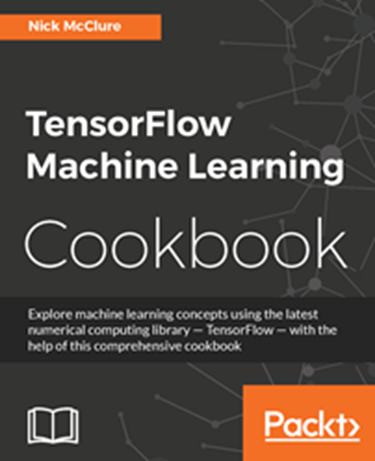 Nick McClure
TensorFlow
Machine Learning
Cookbook
Explore machine learning concepts using the latest
numerical computing library — TensorFlow — with the
help of this comprehensive cookbook
Packt>